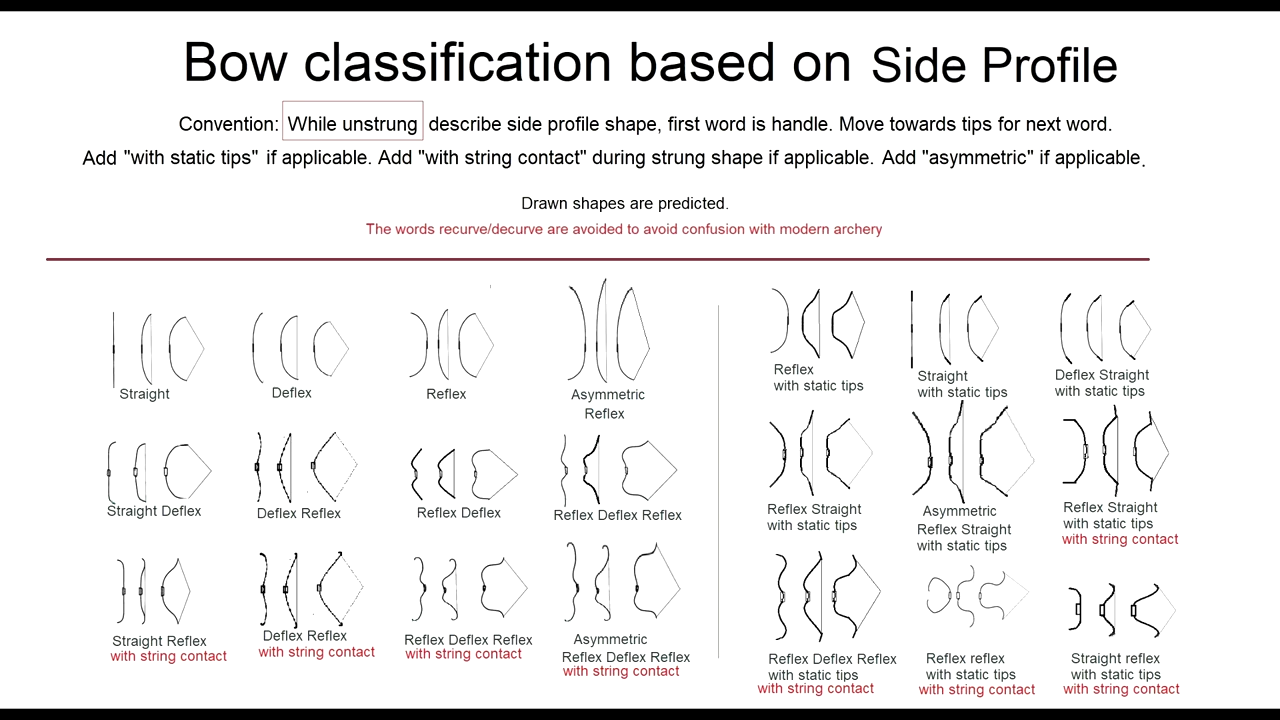 Bow classification based on Side Profile
Convention: While unstrung describe side profile shape, first word is handle. Move towards tips for next word.
Add "with static tips" if applicable. Add "with string contact" during strung shape if applicable. Add "asymmetric" if applicable.
Drawn shapes are predicted.
The words recurve/decurve are avoided to avoid confusion with modern archery
Straight
Deflex
Reflex
Asymmetric
Reflex
Straight Deflex
Deflex Reflex
Reflex Deflex
Reflex Deflex Reflex
Straight Reflex
with string contact
Deflex Reflex
with string contact
Reflex Deflex Reflex
with string contact
Asymmetric
Reflex Deflex Reflex
with string contact
Reflex
with static tips
Straight
with static tips
Deflex Straight
with static tips
Reflex Straight
with static tips
Asymmetric
Reflex Straight
with static tips
Reflex Straight
with static tips
with string contact
Reflex Deflex Reflex
with static tips
with string contact
Reflex reflex
with static tips
with string contact
Straight reflex
with static tips
with string contact